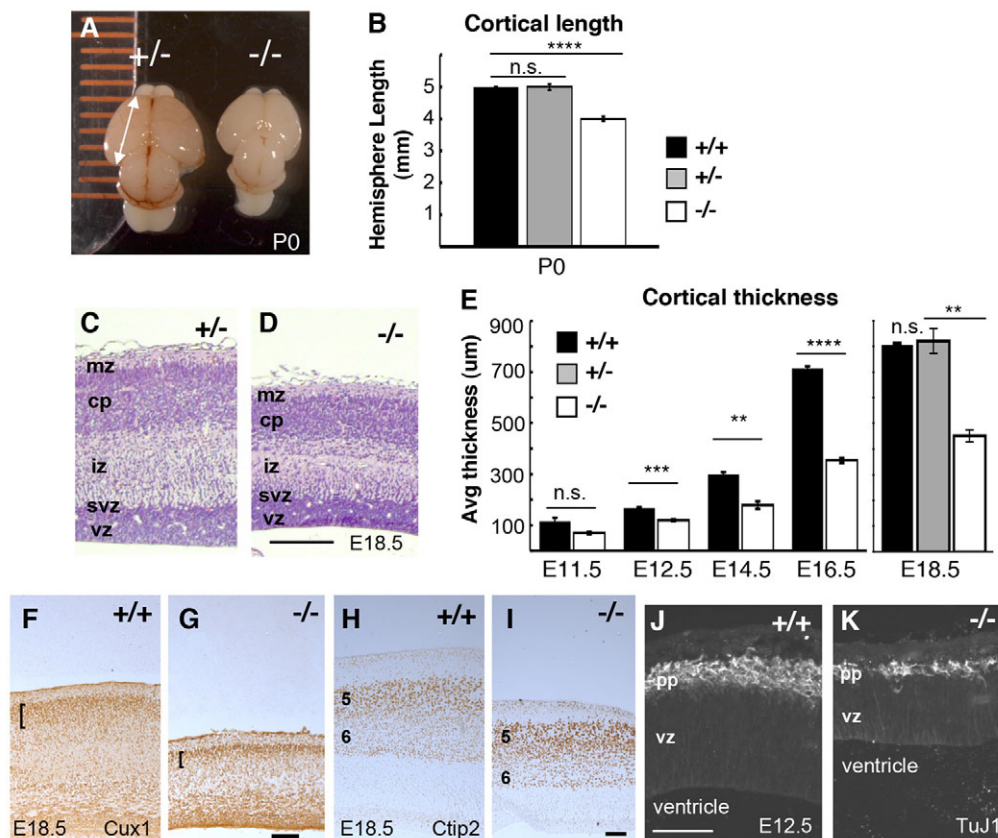 A
+/-
-/-
P0
B
Cortical length
****
n.s.
5
4
3
2
1
Hemisphere Length
(mm)
P0
+/+
+/-
-/-
C
+/-
mz
cp
iz
svz
vz
D
-/-
mz
cp
iz
svz
vz
E18.5
E
Cortical thickness
900
700
500
300
100
Avg thickness (um)
+/+
+/-
-/-
n.s.
***
**
****
n.s.
**
E11.5
E12.5
E14.5
E16.5
E18.5
F
+/+
[
E18.5
Cux1
G
-/-
[
H
+/+
5
6
E18.5
Ctip2
I
-/-
5
6
J
+/+
pp
vz
ventricle
E12.5
K
-/-
pp
vz
ventricle
TuJ1